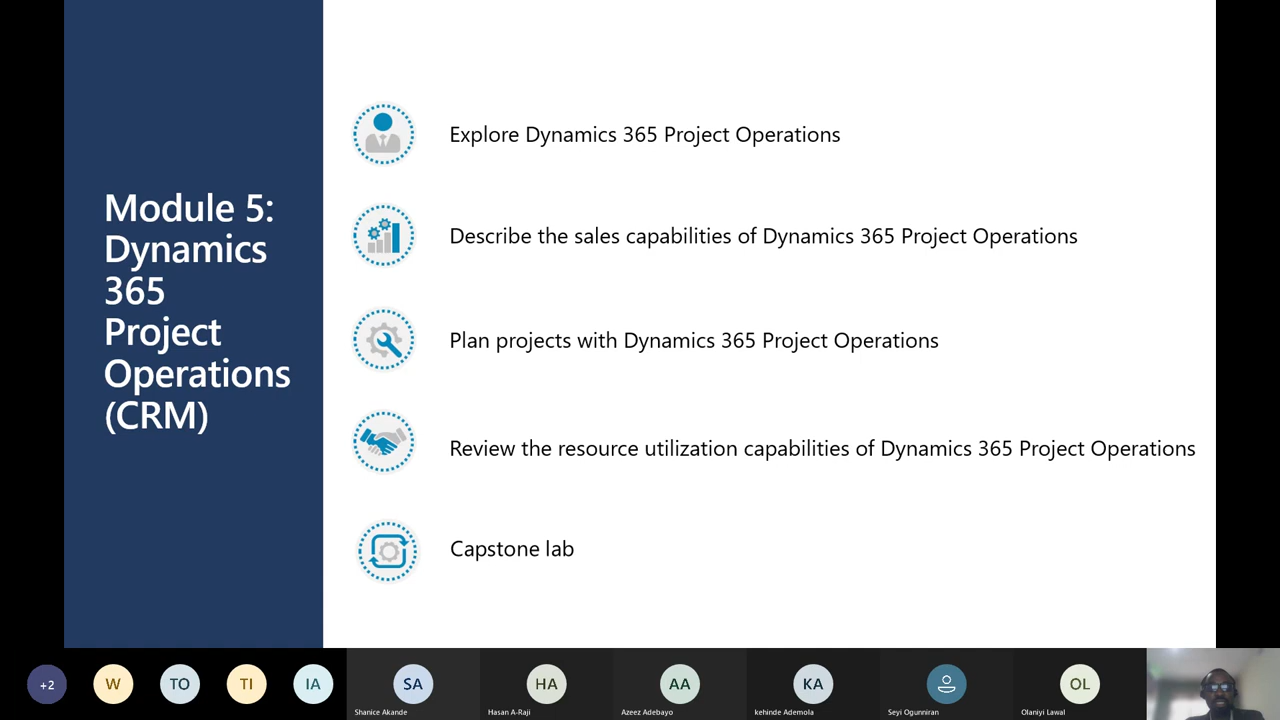 Module 5:
Dynamics
365
Project
Operations
(CRM)
Explore Dynamics 365 Project Operations
Describe the sales capabilities of Dynamics 365 Project Operations
Plan projects with Dynamics 365 Project Operations
Review the resource utilization capabilities of Dynamics 365 Project Operations
Capstone lab
+2
W
TO
TI
IA
SA
Shanice Akande
HA
Hasan A-Raji
AA
Azeez Adebayo
KA
kehinde Ademola
Seyi Ogunniran
OL
Olaniyi Lawal